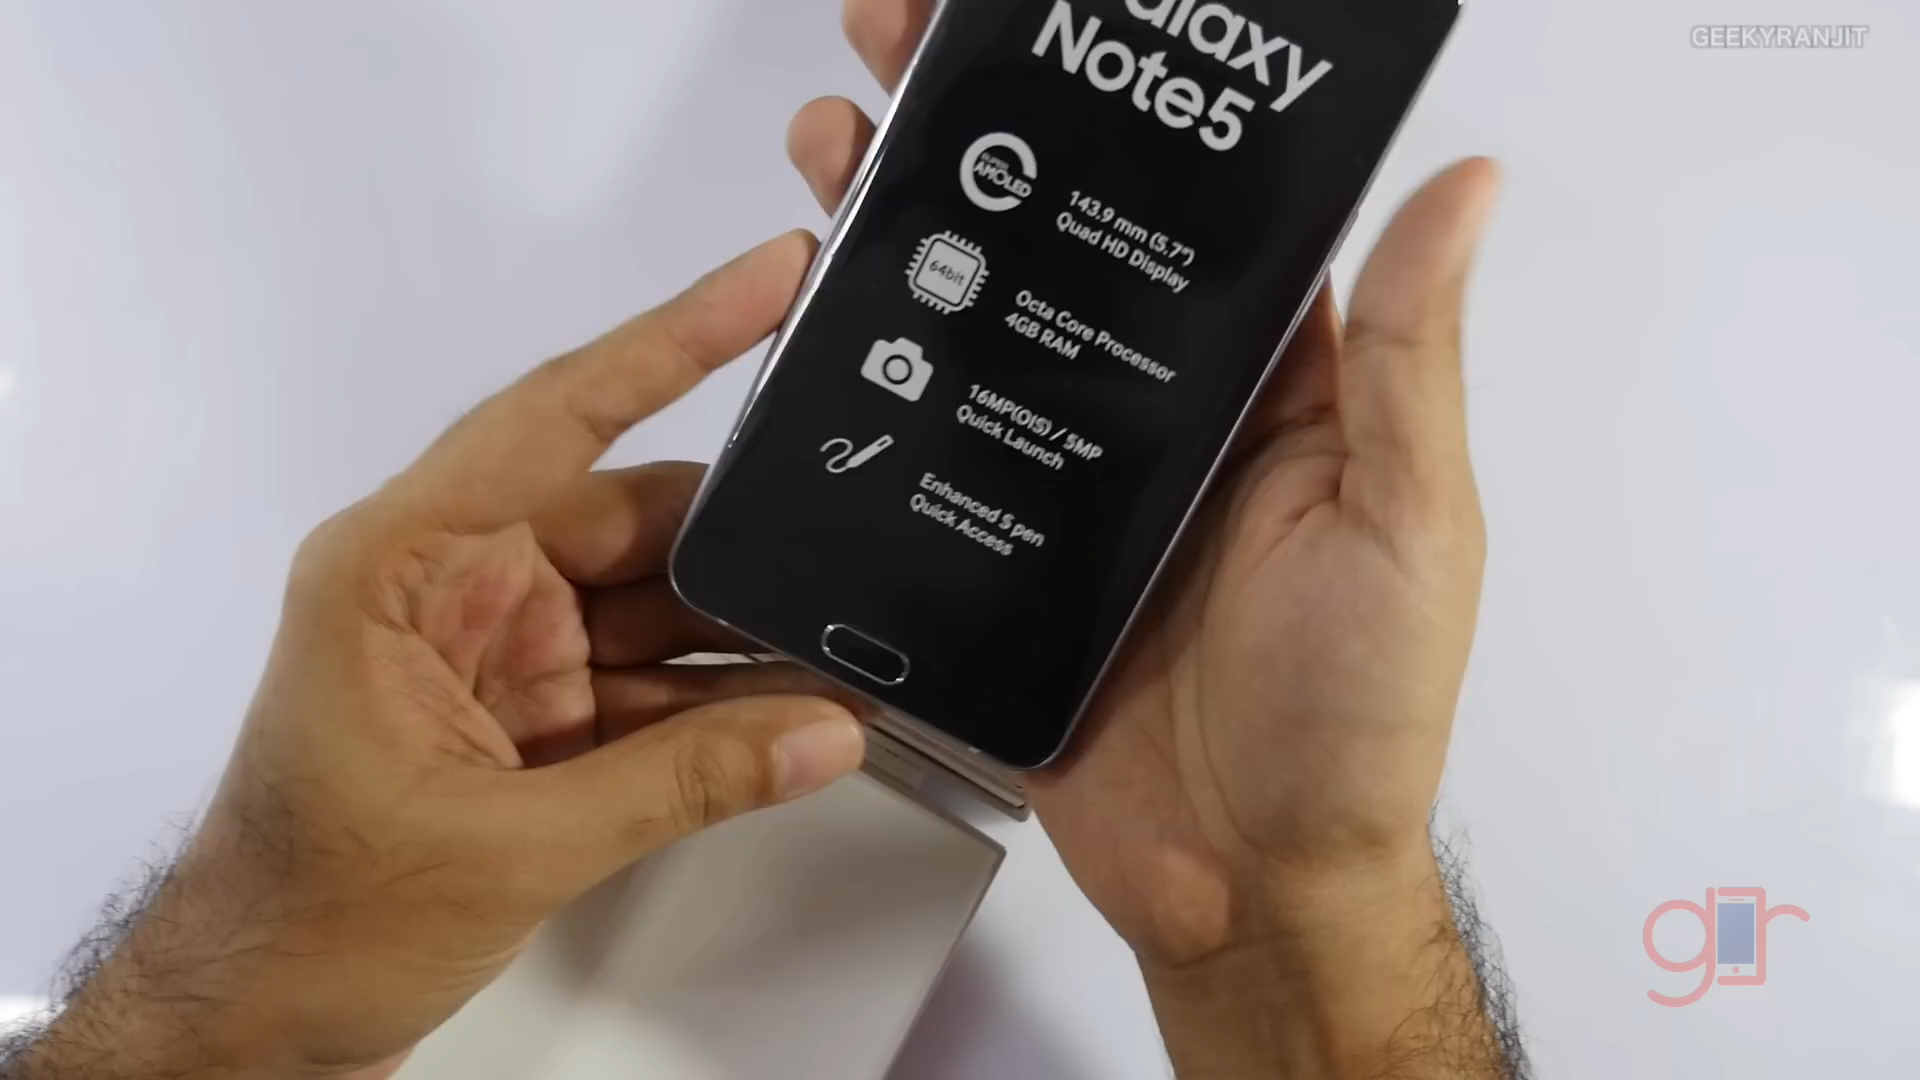 GEEKYRANJIT
alaxy
Note5
SUPER
AMOLED
143.9 mm (5.7")
Quad HD Display
64bit
Octa Core Processor
4GB RAM
16MP(OIS) / 5MP
Quick Launch
Enhanced S pen
Quick Access
gr